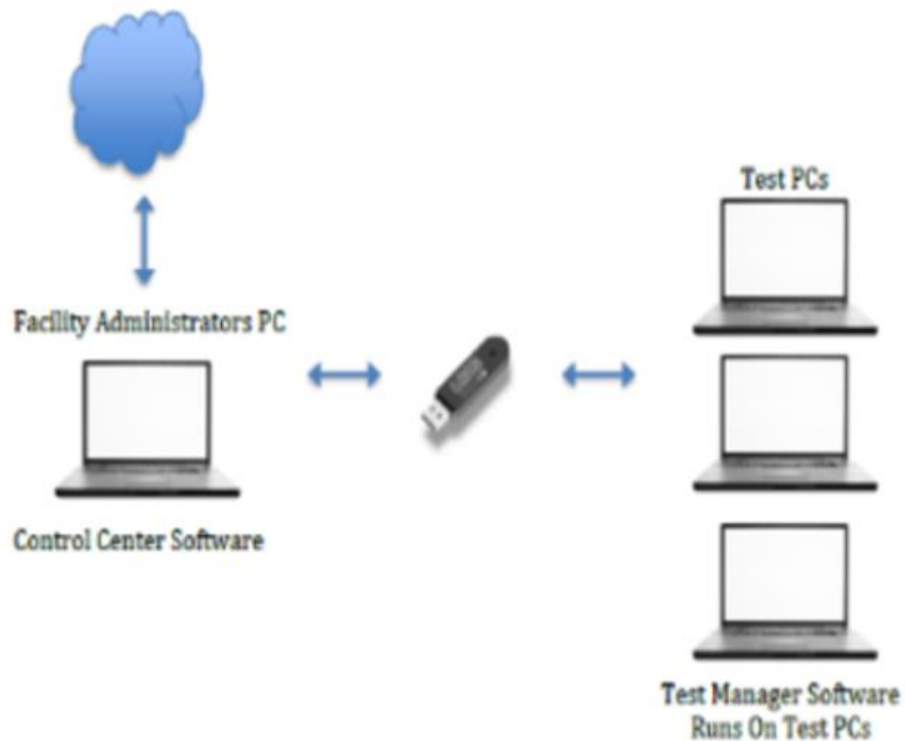 Test PCs
Facility Administrators PC
Control Center Software
Test Manager Software
Runs On Test PCs